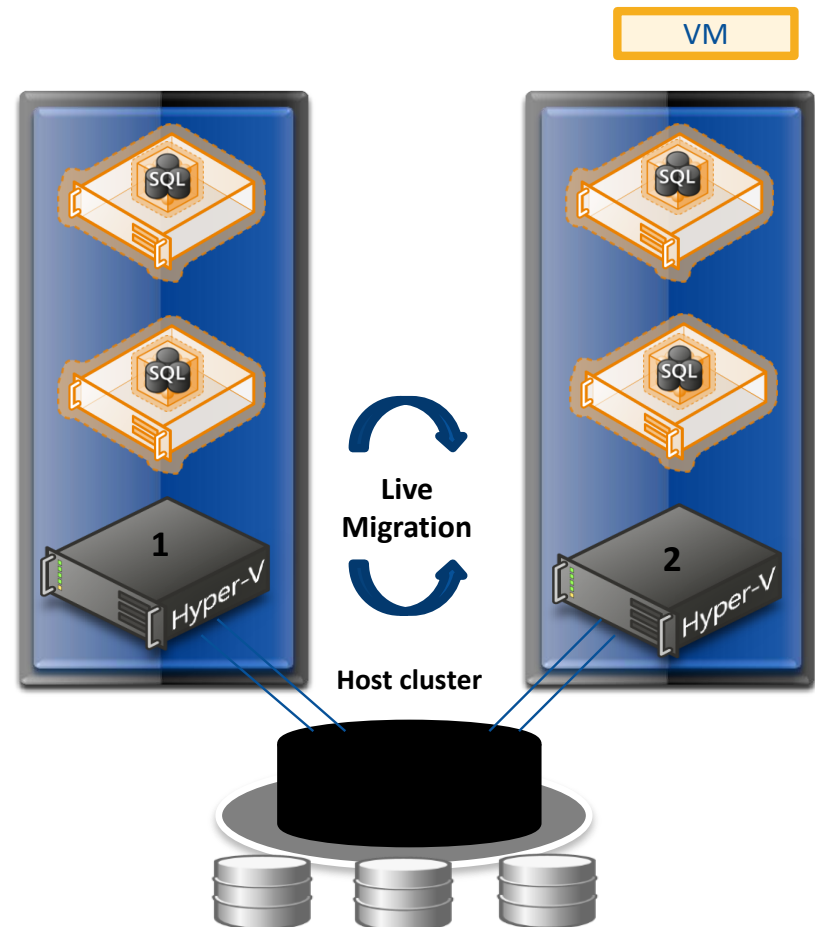 VM
SQL
SQL
SQL
SQL
Live
Migration
1
Hyper-V
2
Hyper-V
Host cluster